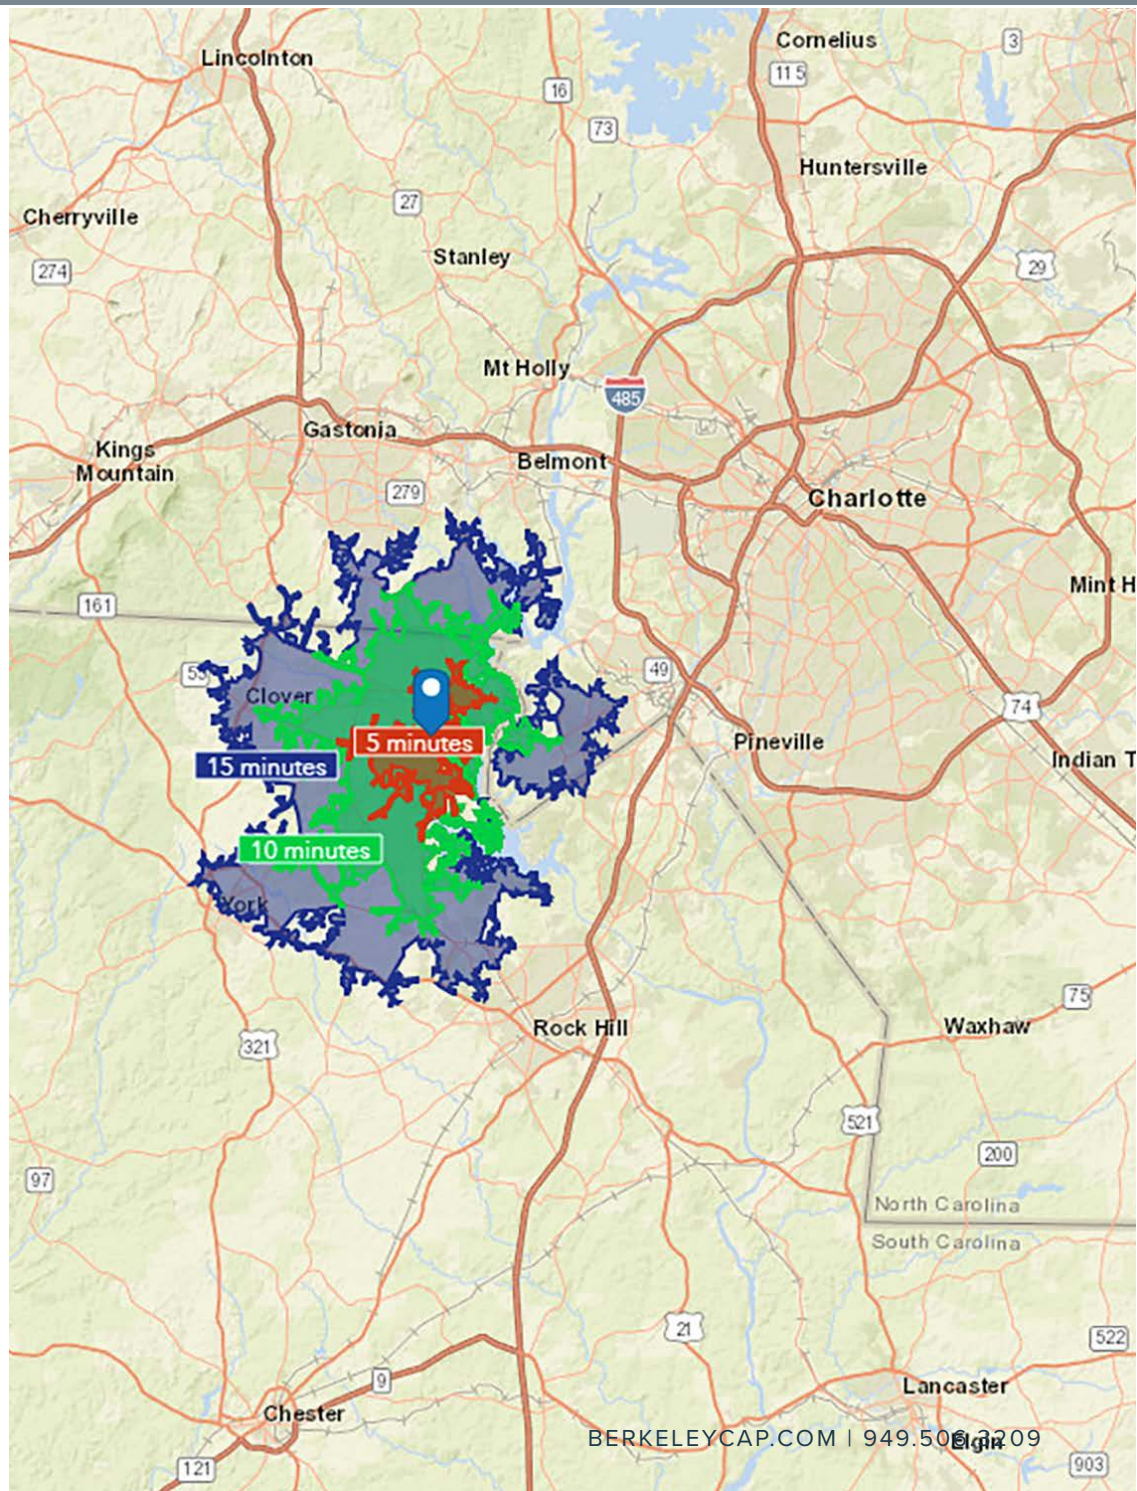 Cornelius
3
Lincolnton
115
16
73
Huntersville
27
Cherryville
Stanley
274
29
Mt Holly
485
Gastonia
Kings
Mountain
Belmont
279
Charlotte
Mint H
161
49
55
Clover
74
5 minutes
Pineville
15 minutes
Indian T
10 minutes
York
75
Rock Hill
Waxhaw
321
521
200
97
North Carolina
South Carolina
21
522
9
Lancaster
Chester
BERKELEYCAP.COM | 949.506.3209
Elgin
121
903